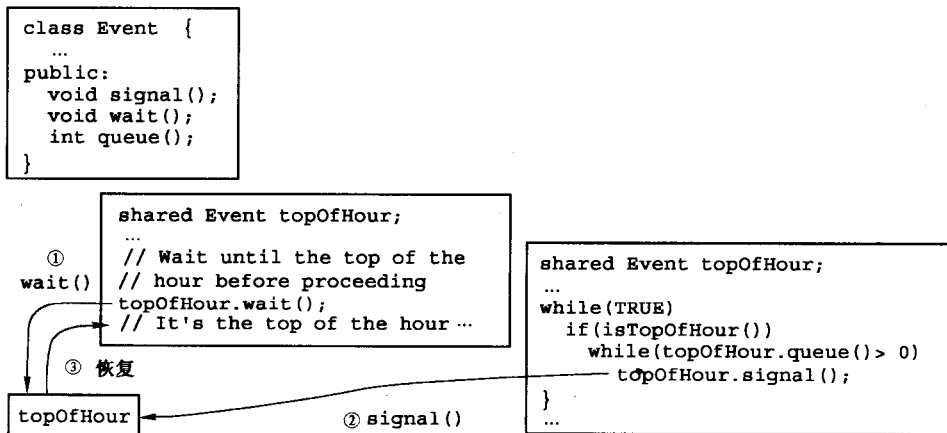 class Event {
...
public:
void signal();
void wait();
int queue();
}
shared Event topOfHour;
...
// Wait until the top of the
// hour before proceeding
topOfHour.wait();
// It's the top of the hour ...
①
wait()
③ 恢复
topOfHour
② signal()
shared Event topOfHour;
...
while(TRUE)
if(isTopOfHour())
while(topOfHour.queue()> 0)
topOfHour.signal();
}
...